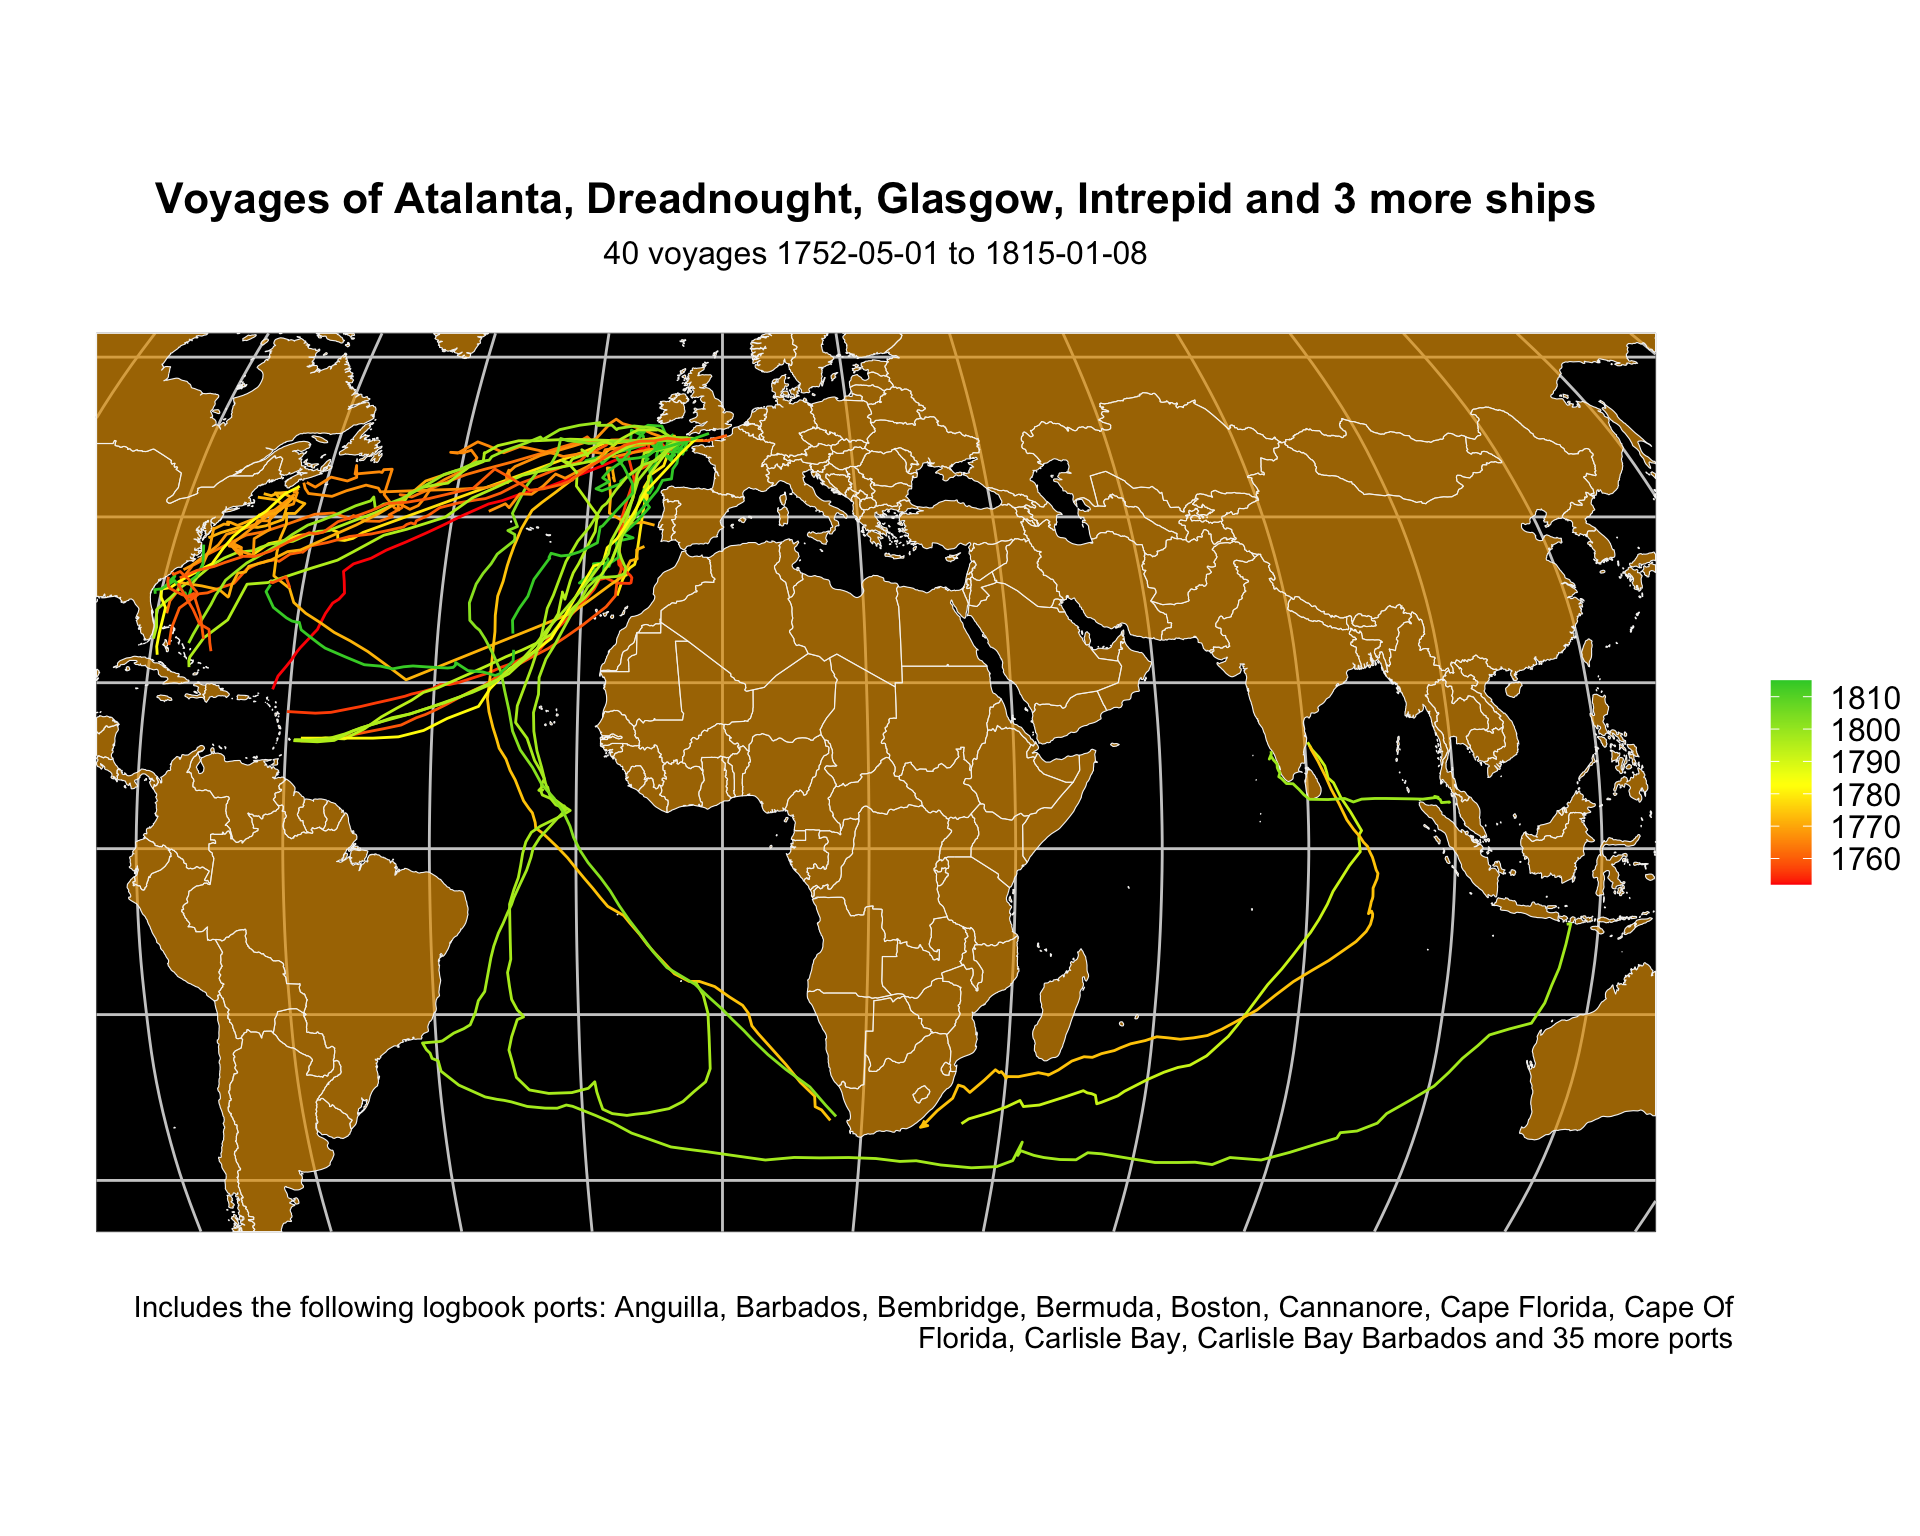 Voyages of Atalanta, Dreadnought, Glasgow, Intrepid and 3 more ships
40 voyages 1752-05-01 to 1815-01-08
1810
1800
1790
1780
1770
1760
Includes the following logbook ports: Anguilla, Barbados, Bembridge, Bermuda, Boston, Cannanore, Cape Florida, Cape Of
Florida, Carlisle Bay, Carlisle Bay Barbados and 35 more ports